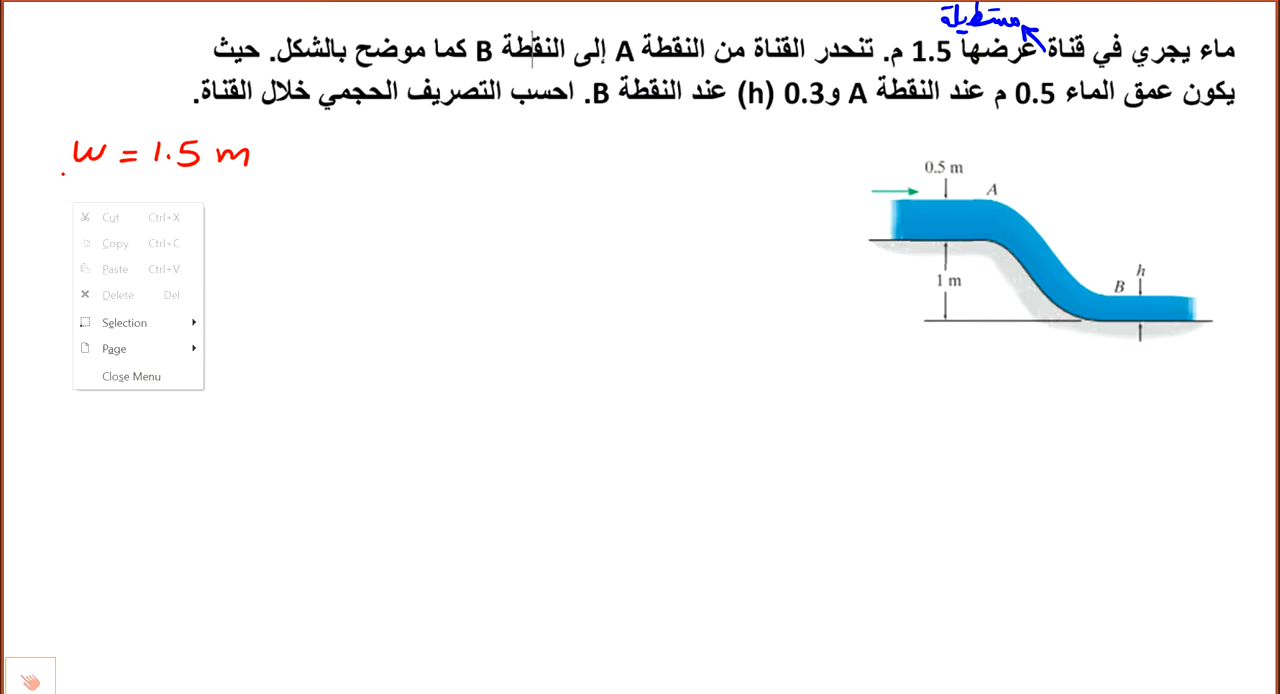 مستطيلة
ماء يجري في قناة عرضها 1.5 م. تنحدر القناة من النقطة A إلى النقطة B كما موضح بالشكل. حيث
يكون عمق الماء 0.5 م عند النقطة A و0.3 (h) عند النقطة B. احسب التصريف الحجمي خلال القناة.
W = 1.5 m
0.5 m
A
1 m
B
h
Cut Ctrl+X
Copy Ctrl+C
Paste Ctrl+V
Delete Del
Selection
Page
Close Menu